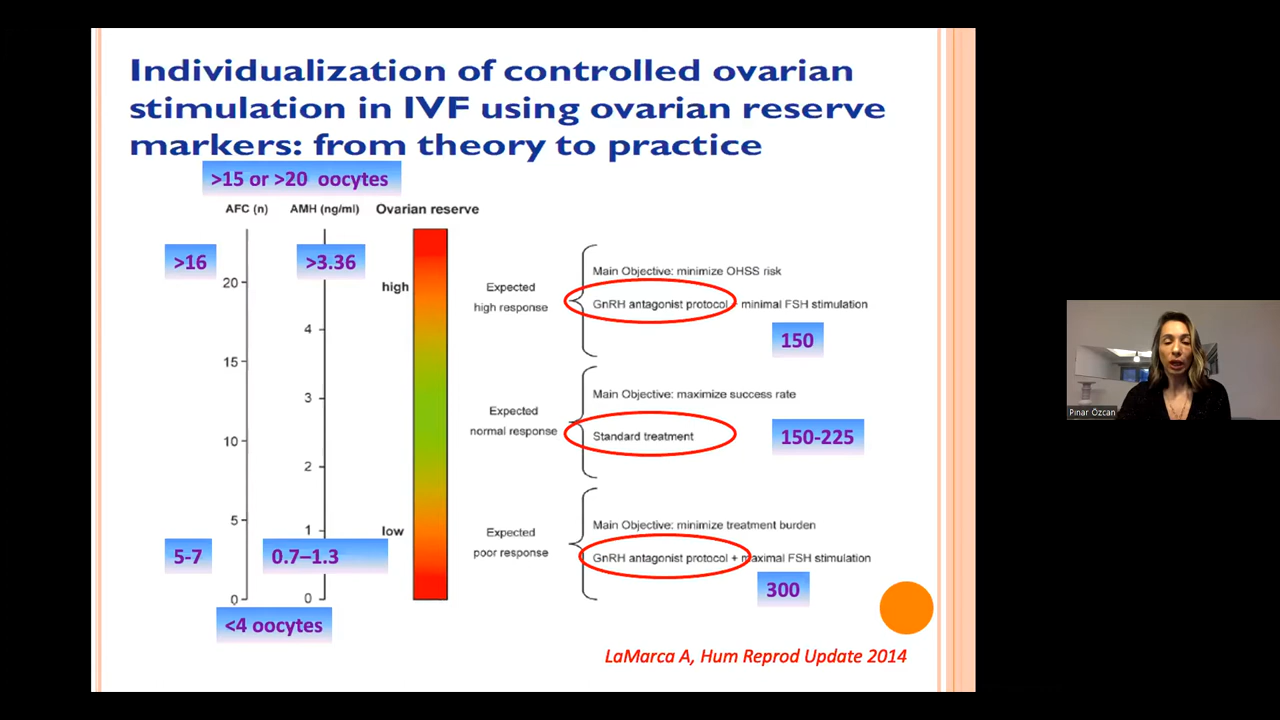 Individualization of controlled ovarian
stimulation in IVF using ovarian reserve
markers: from theory to practice
>15 or >20 oocytes
AFC (n)
AMH (ng/ml)
Ovarian reserve
>16
>3.36
20
15
10
5
0
4
3
2
1
0
high
low
Expected
high response
Main Objective: minimize OHSS risk
GnRH antagonist protocol + minimal FSH stimulation
150
Expected
normal response
Main Objective: maximize success rate
Standard treatment
150-225
5-7
0.7–1.3
Expected
poor response
Main Objective: minimize treatment burden
GnRH antagonist protocol + maximal FSH stimulation
300
<4 oocytes
LaMarca A, Hum Reprod Update 2014
Pınar Özcan